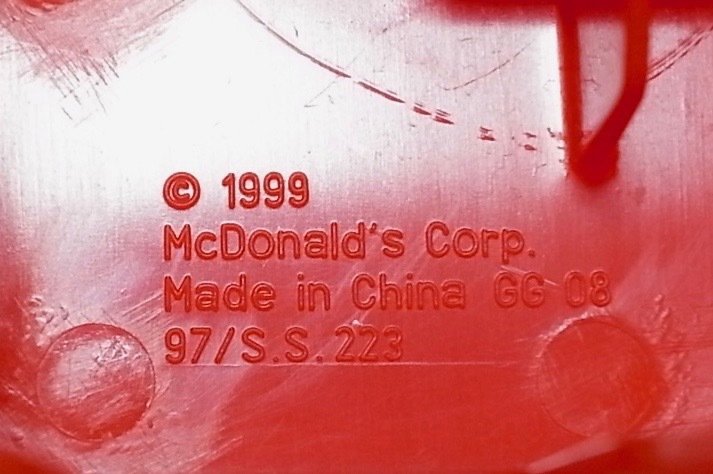 © 1999
McDonald's Corp.
Made in China GG 08
97/S.S. 223